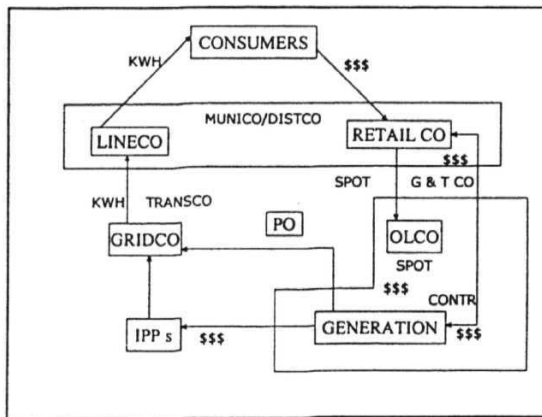 CONSUMERS
KWH
$$$
MUNICO/DISTCO
LINECO
RETAIL CO
$$$
SPOT
G & T CO
KWH
TRANSCO
PO
GRIDCO
OLCO
SPOT
$$$
CONTR
IPP s
$$$
GENERATION
$$$